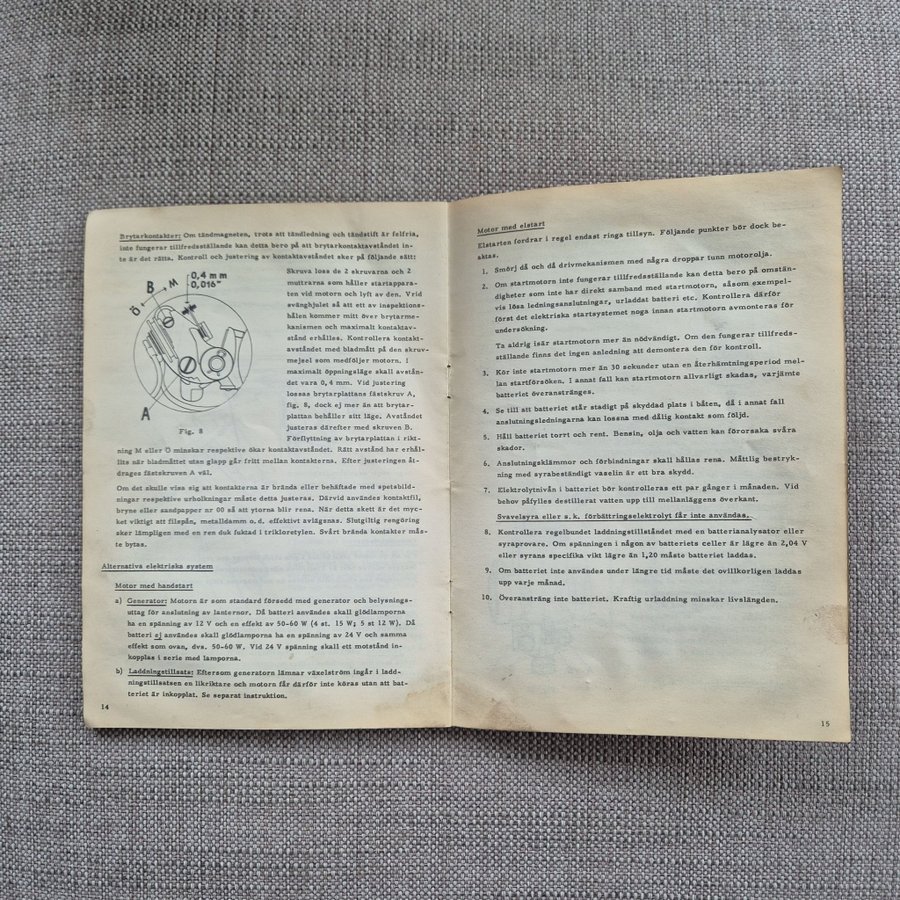 Brytarkontakter: Om tändmagneten, trots att tändledning och tändstift är felfria,
inte fungerar tillfredsställande kan detta bero på att brytarkontaktavståndet in-
te är det rätta. Kontroll och justering av kontaktavståndet sker på följande sätt:
0,4 mm
0,016"
B
M
Ö
A
Fig. 8
Skruva loss de 2 skruvarna och 2
muttrarna som håller startappara-
ten vid motorn och lyft av den. Vrid
svänghjulet så att ett av inspektions-
hålen kommer mitt över brytarme-
kanismen och maximalt kontaktav-
stånd erhålles. Kontrollera kontakt-
avståndet med bladmått på den skruv-
mejsel som medföljer motorn. I
maximalt öppningsläge skall avstån-
det vara 0,4 mm. Vid justering
lossas brytarplattans fästskruv A,
fig. 8, dock ej mer än att brytar-
plattan behåller sitt läge. Avståndet
justeras därefter med skruven B.
Förflyttning av brytarplattan i rikt-
ning M eller Ö minskar respektive ökar kontaktavståndet. Rätt avstånd har erhål-
lits när bladmåttet utan glapp går fritt mellan kontakterna. Efter justeringen åt-
drages fästskruven A väl.
Om det skulle visa sig att kontakterna är brända eller behäftade med spetsbild-
ningar respektive urholkningar måste detta justeras. Därvid användes kontaktfil,
bryne eller sandpapper nr 00 så att ytorna blir rena. När detta skett är det myc-
ket viktigt att filspån, metalldamm o.d. effektivt avlägsnas. Slutgiltig rengöring
sker lämpligen med en ren duk fuktad i trikloretylen. Svårt brända kontakter mås-
te bytas.
Alternativa elektriska system
Motor med handstart
a) Generator: Motorn är som standard försedd med generator och belysnings-
uttag för anslutning av lanternor. Då batteri användes skall glödlamporna
ha en spänning av 12 V och en effekt av 50-60 W (4 st. 15 W; 5 st 12 W). Då
batteri ej användes skall glödlamporna ha en spänning av 24 V och samma
effekt som ovan, dvs. 50-60 W. Vid 24 V spänning skall ett motstånd in-
kopplas i serie med lamporna.
b) Laddningstillsats: Eftersom generatorn lämnar växelström ingår i ladd-
ningstillsatsen en likriktare och motorn får därför inte köras utan att bat-
teriet är inkopplat. Se separat instruktion.
14
Motor med elstart
Elstarten fordrar i regel endast ringa tillsyn. Följande punkter bör dock be-
aktas.
1. Smörj då och då drivmekanismen med några droppar tunn motorolja.
2. Om startmotorn inte fungerar tillfredsställande kan detta bero på omstän-
digheter som inte har direkt samband med startmotorn, såsom exempel-
vis lösa ledningsanslutningar, urladdat batteri etc. Kontrollera därför
först det elektriska startsystemet noga innan startmotorn avmonteras för
undersökning.
Ta aldrig isär startmotorn mer än nödvändigt. Om den fungerar tillfreds-
ställande finns det ingen anledning att demontera den för kontroll.
3. Kör inte startmotorn mer än 30 sekunder utan en återhämtningsperiod mel-
lan startförsöken. I annat fall kan startmotorn allvarligt skadas, varjämte
batteriet överansträngs.
4. Se till att batteriet står stadigt på skyddad plats i båten, då i annat fall
anslutningsledningarna kan lossna med dålig kontakt som följd.
5. Håll batteriet torrt och rent. Bensin, olja och vatten kan förorsaka svåra
skador.
6. Anslutningsklämmor och förbindningar skall hållas rena. Måttlig bestryk-
ning med syrabeständigt vaselin är ett bra skydd.
7. Elektrolytnivån i batteriet bör kontrolleras ett par gånger i månaden. Vid
behov påfylles destillerat vatten upp till mellanläggens överkant.
Svavelsyra eller s.k. förbättringselektrolyt får inte användas.
8. Kontrollera regelbundet laddningstillståndet med en batterianalysator eller
syraprovare. Om spänningen i någon av batteriets celler är lägre än 2,04 V
eller syrans specifika vikt lägre än 1,20 måste batteriet laddas.
9. Om batteriet inte användes under längre tid måste det ovillkorligen laddas
upp varje månad.
10. Överansträng inte batteriet. Kraftig urladdning minskar livslängden.
15